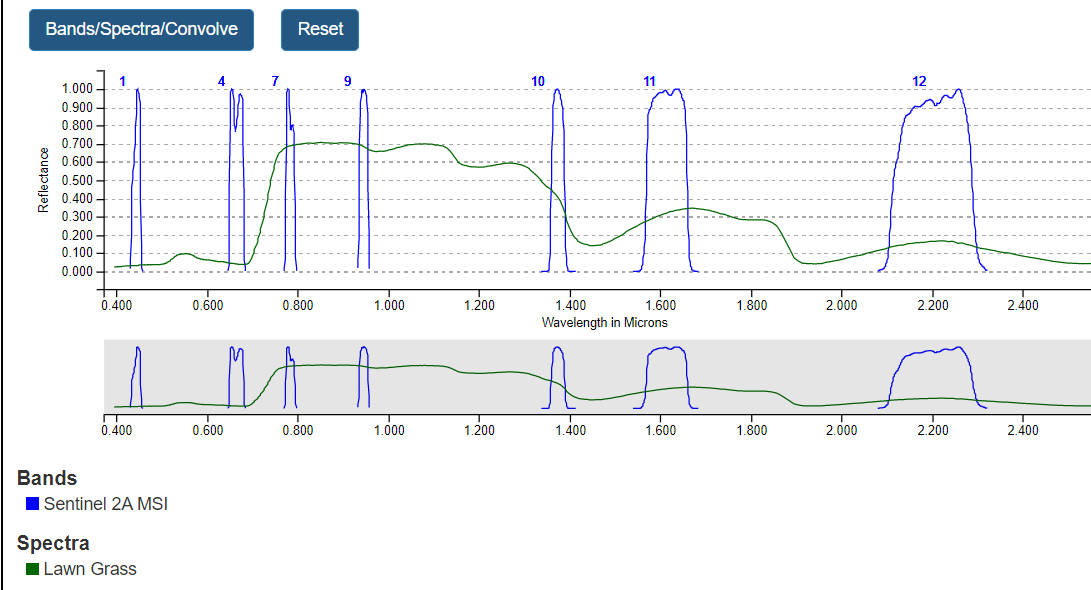 Bands/Spectra/Convolve Reset
1 4 7 9 10 11 12
1.000
0.900
0.800
0.700
0.600
0.500
0.400
0.300
0.200
0.100
0.000
Reflectance
0.400 0.600 0.800 1.000 1.200 1.400 1.600 1.800 2.000 2.200 2.400
Wavelength in Microns
0.400 0.600 0.800 1.000 1.200 1.400 1.600 1.800 2.000 2.200 2.400
Bands
Sentinel 2A MSI
Spectra
Lawn Grass